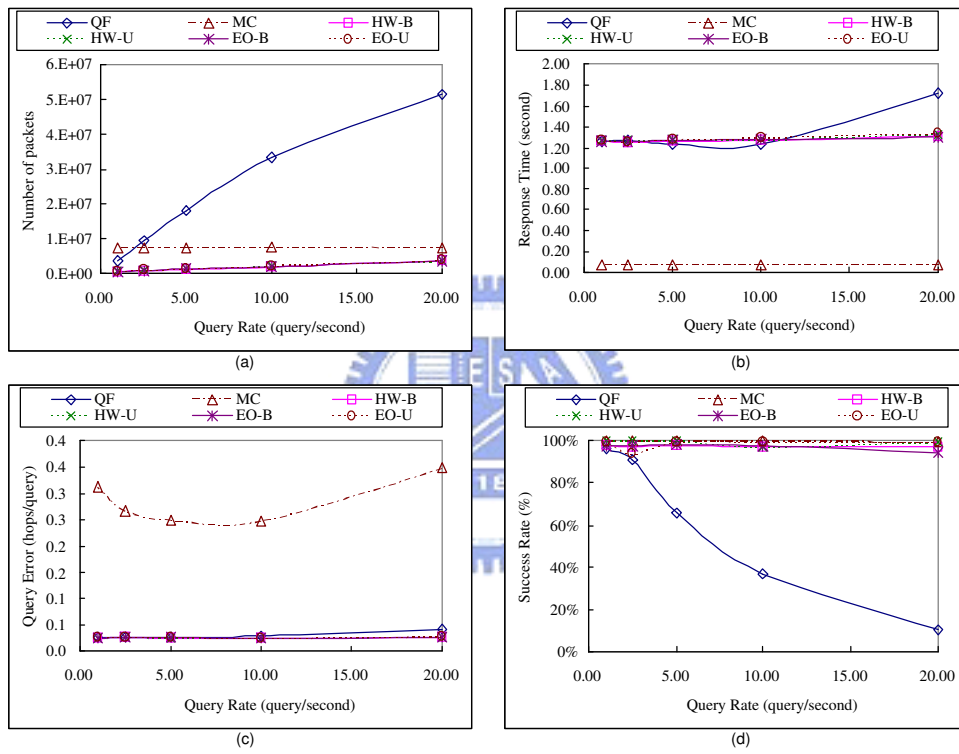 QF MC HW-B
HW-U EO-B EO-U
6.E+07
5.E+07
4.E+07
3.E+07
2.E+07
1.E+07
0.E+00
Number of packets
0.00 5.00 10.00 15.00 20.00
Query Rate (query/second)
(a)
QF MC HW-B
HW-U EO-B EO-U
2.00
1.80
1.60
1.40
1.20
1.00
0.80
0.60
0.40
0.20
0.00
Response Time (second)
0.00 5.00 10.00 15.00 20.00
Query Rate (query/second)
(b)
E S A
18
QF MC HW-B
HW-U EO-B EO-U
0.4
0.4
0.3
0.3
0.2
0.2
0.1
0.1
0.0
Query Error (hops/query)
0.00 5.00 10.00 15.00 20.00
Query Rate (query/second)
(c)
QF MC HW-B
HW-U EO-B EO-U
100%
80%
60%
40%
20%
0%
Success Rate (%)
0.00 5.00 10.00 15.00 20.00
Query Rate (query/second)
(d)